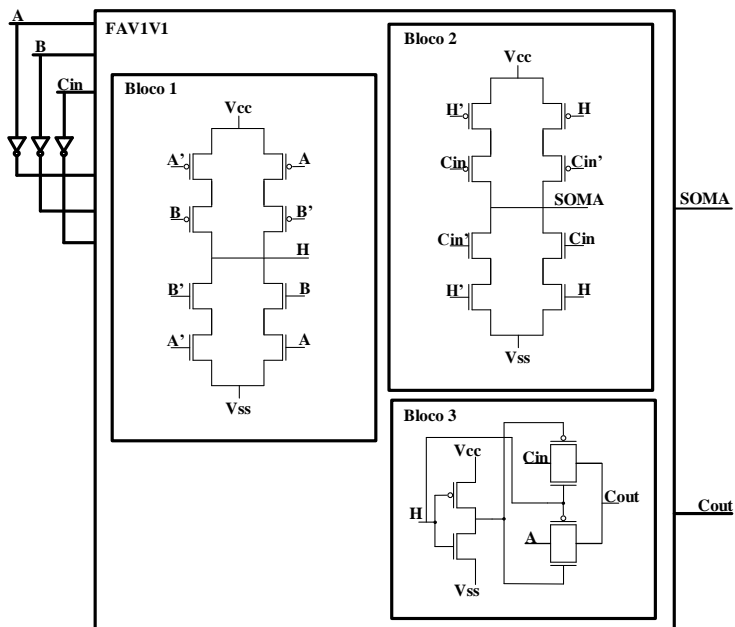 A
FAV1V1
B
Cin
Bloco 1
Vcc
A' A
B B'
H
B' B
A' A
Vss
Bloco 2
Vcc
H' H
Cin Cin'
SOMA
Cin' Cin
H' H
Vss
SOMA
Bloco 3
Vcc
Cin
H
Cout
A
Vss
Cout